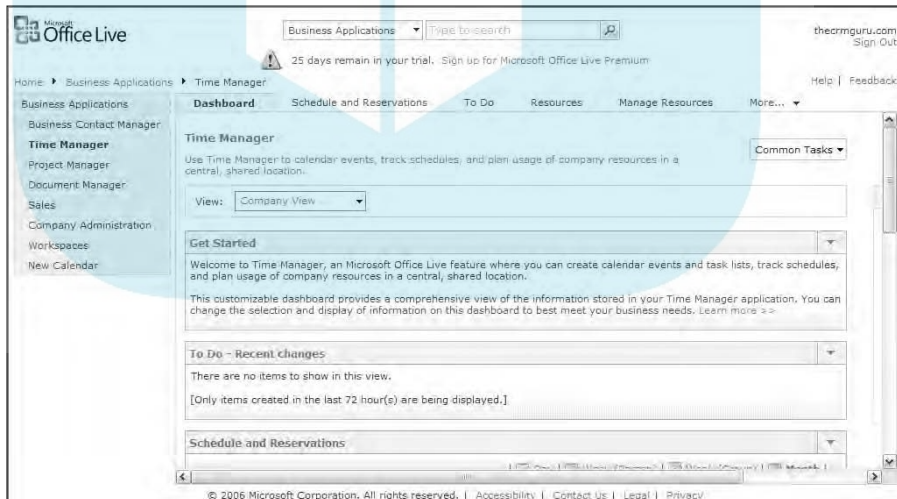 Microsoft
Office Live
Business Applications
Type to search
thecrmguru.com
Sign Out
25 days remain in your trial. Sign up for Microsoft Office Live Premium
Home Business Applications Time Manager
Help | Feedback
Business Applications
Business Contact Manager
Time Manager
Project Manager
Document Manager
Sales
Company Administration
Workspaces
New Calendar
Dashboard Schedule and Reservations To Do Resources Manage Resources More...
Time Manager
Common Tasks
Use Time Manager to calendar events, track schedules, and plan usage of company resources in a
central, shared location.
View: Company View
Get Started
Welcome to Time Manager, an Microsoft Office Live feature where you can create calendar events and task lists, track schedules,
and plan usage of company resources in a central, shared location.
This customizable dashboard provides a comprehensive view of the information stored in your Time Manager application. You can
change the selection and display of information on this dashboard to best meet your business needs. Learn more >>
To Do - Recent changes
There are no items to show in this view.
[Only items created in the last 72 hour(s) are being displayed.]
Schedule and Reservations
© 2006 Microsoft Corporation. All rights reserved. | Accessibility | Contact Us | Legal | Privacy